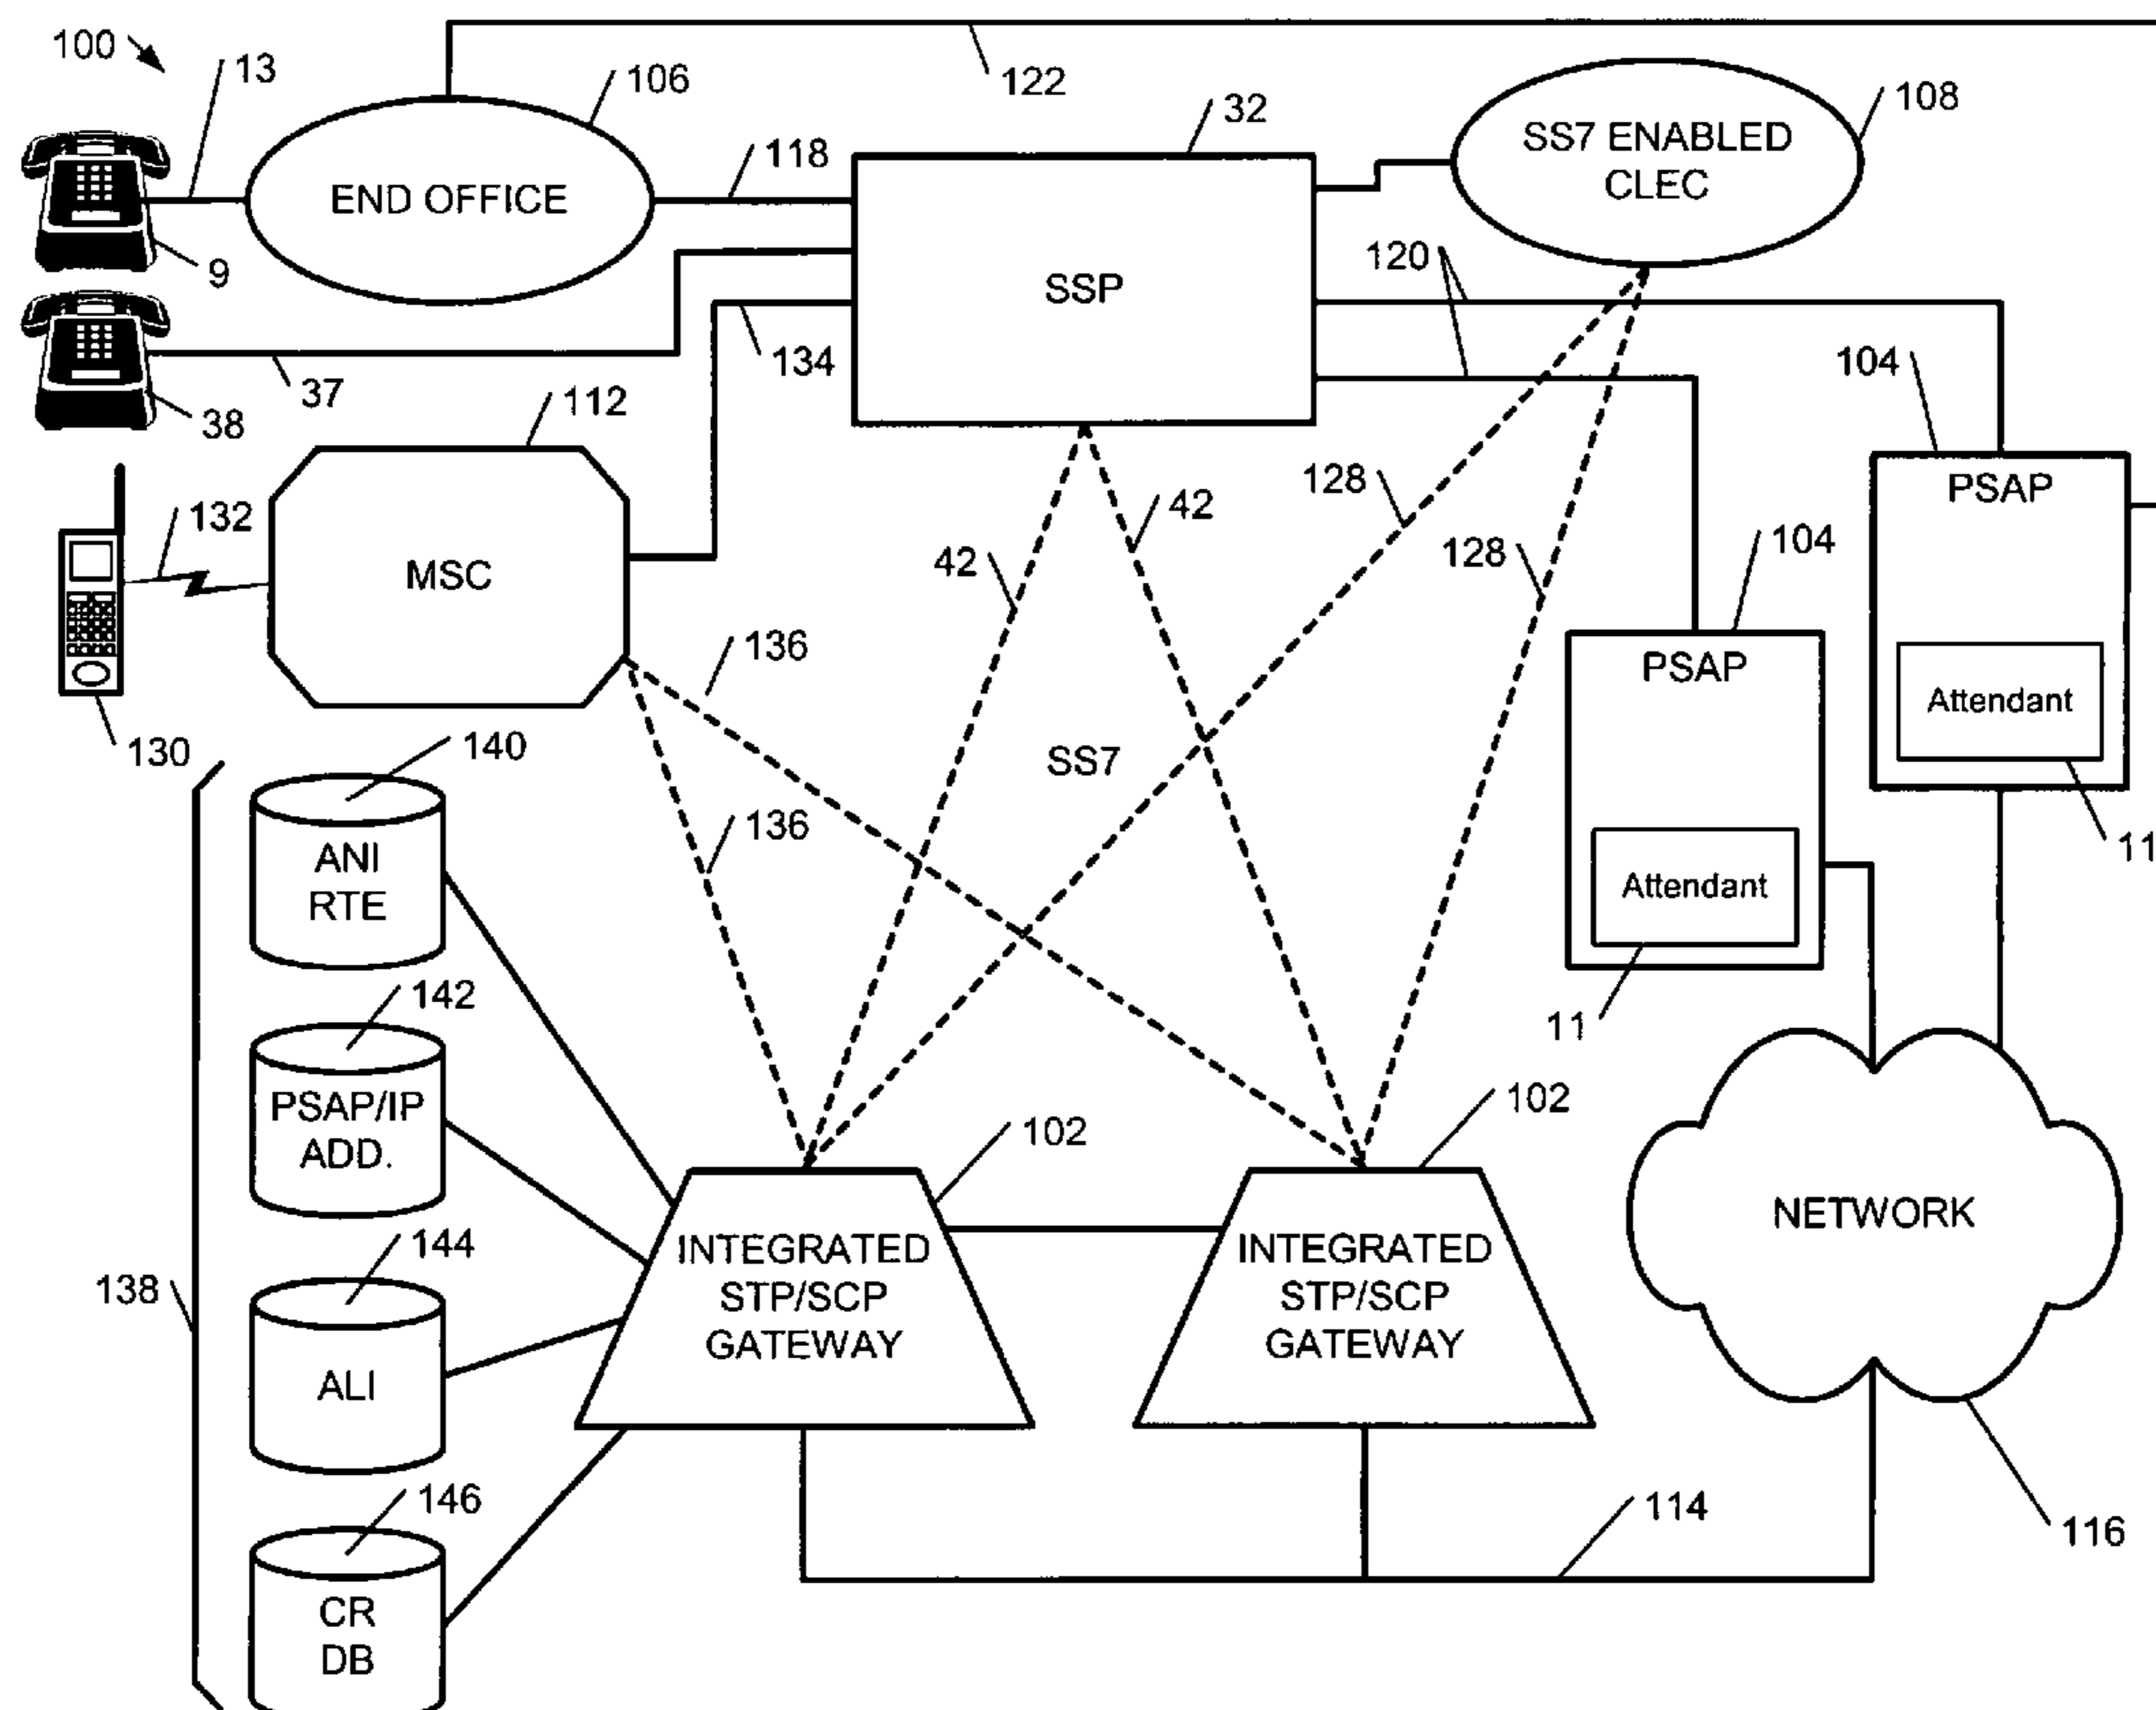 100
13
106
122
32
108
END OFFICE
118
SS7 ENABLED
CLEC
9
SSP
120
37
134
104
38
112
PSAP
132
MSC
42
42
128
128
104
136
PSAP
Attendant
130
140
SS7
136
11
ANI
RTE
Attendant
142
11
PSAP/IP
ADD.
102
102
144
INTEGRATED
STP/SCP
GATEWAY
INTEGRATED
STP/SCP
GATEWAY
NETWORK
138
ALI
146
114
116
CR
DB